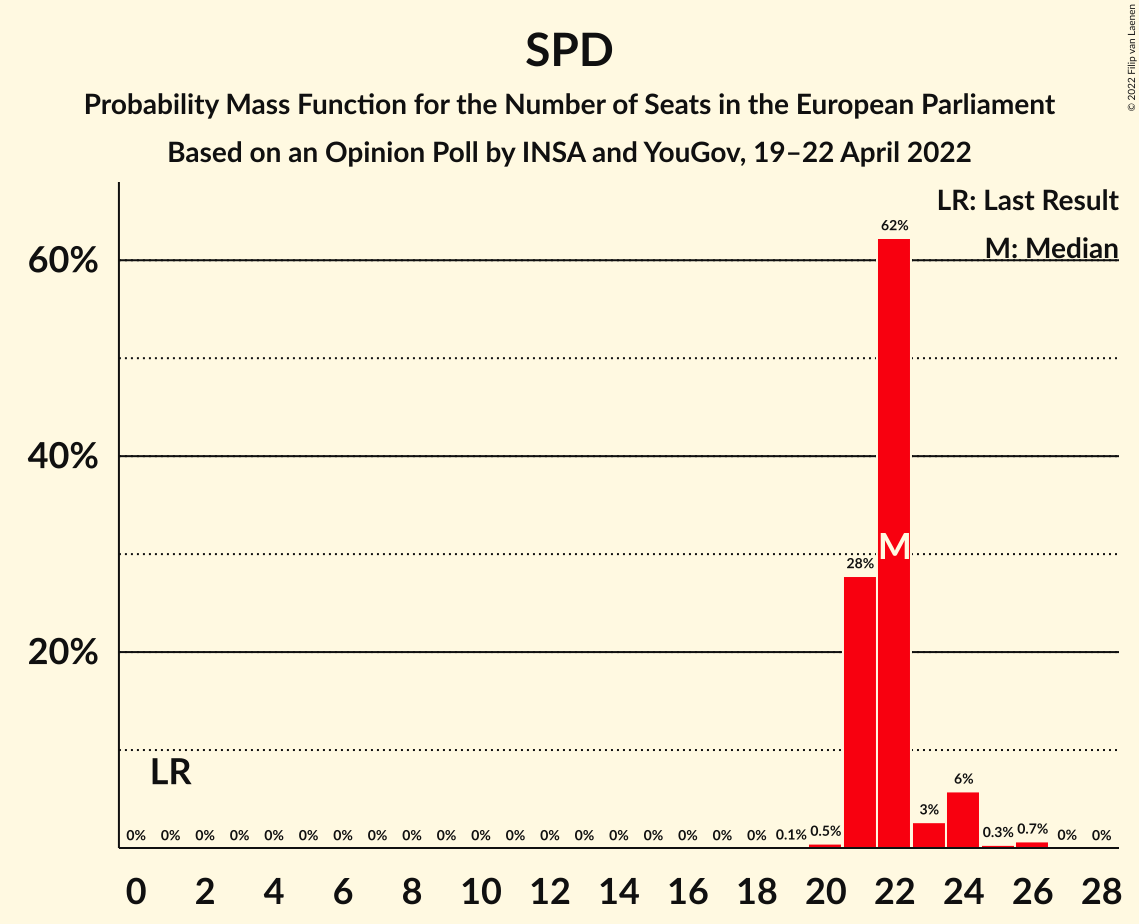 SPD
Probability Mass Function for the Number of Seats in the European Parliament
Based on an Opinion Poll by INSA and YouGov, 19–22 April 2022
© 2022 Filip van Laenen
LR: Last Result
M: Median
60%
40%
20%
62%
M
28%
LR
0% 0% 0% 0% 0% 0% 0% 0% 0% 0% 0% 0% 0% 0% 0% 0% 0% 0% 0% 0.1% 0.5% 3% 6% 0.3% 0.7% 0% 0%
0 2 4 6 8 10 12 14 16 18 20 22 24 26 28